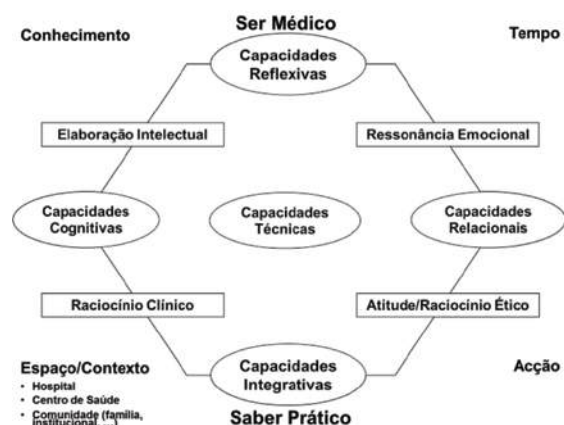 Ser Médico
Conhecimento
Tempo
Capacidades
Reflexivas
Elaboração Intelectual
Ressonância Emocional
Capacidades
Cognitivas
Capacidades
Técnicas
Capacidades
Relacionais
Raciocínio Clínico
Atitude/Raciocínio Ético
Espaço/Contexto
• Hospital
• Centro de Saúde
• Comunidade (família,
institucional, ...)
Capacidades
Integrativas
Acção
Saber Prático